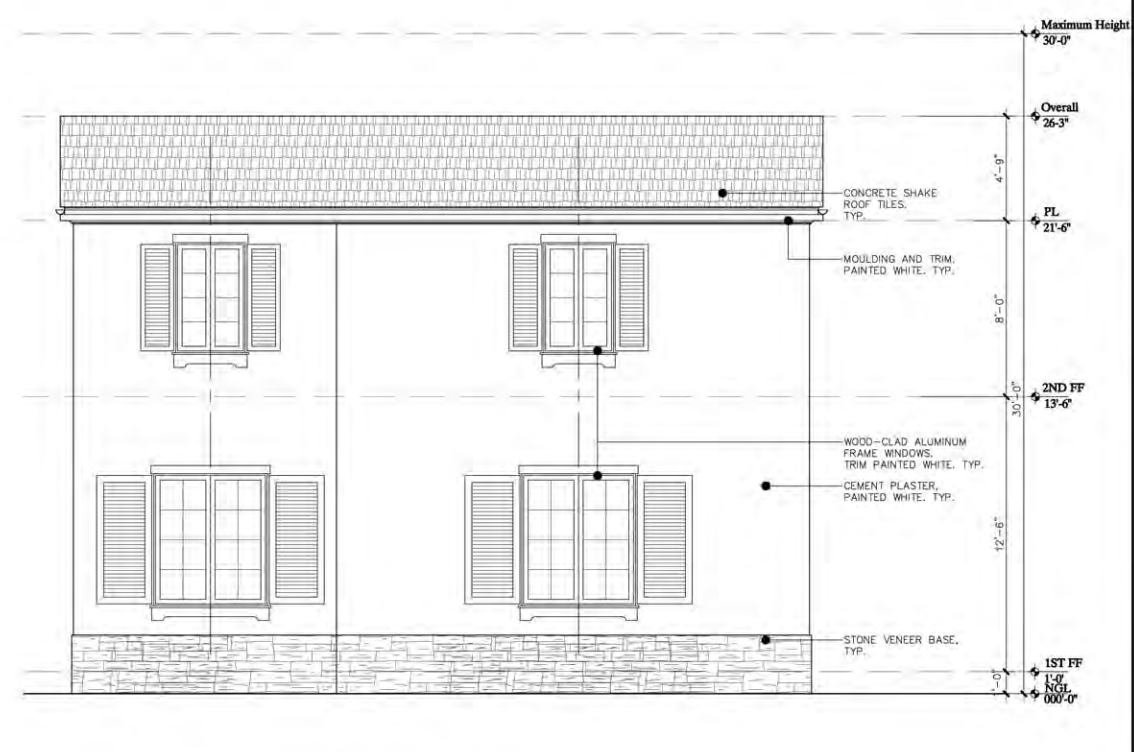 Maximum Height
30'-0"
Overall
26-3"
4'-9"
CONCRETE SHAKE
ROOF TILES.
TYP.
PL
21'-6"
MOULDING AND TRIM,
PAINTED WHITE. TYP.
8'-0"
2ND FF
13'-6"
30'-0"
WOOD-CLAD ALUMINUM
FRAME WINDOWS.
TRIM PAINTED WHITE. TYP.
CEMENT PLASTER,
PAINTED WHITE. TYP.
12'-6"
STONE VENEER BASE,
TYP.
1ST FF
1'-0'
1'-0"
NGL
000'-0"